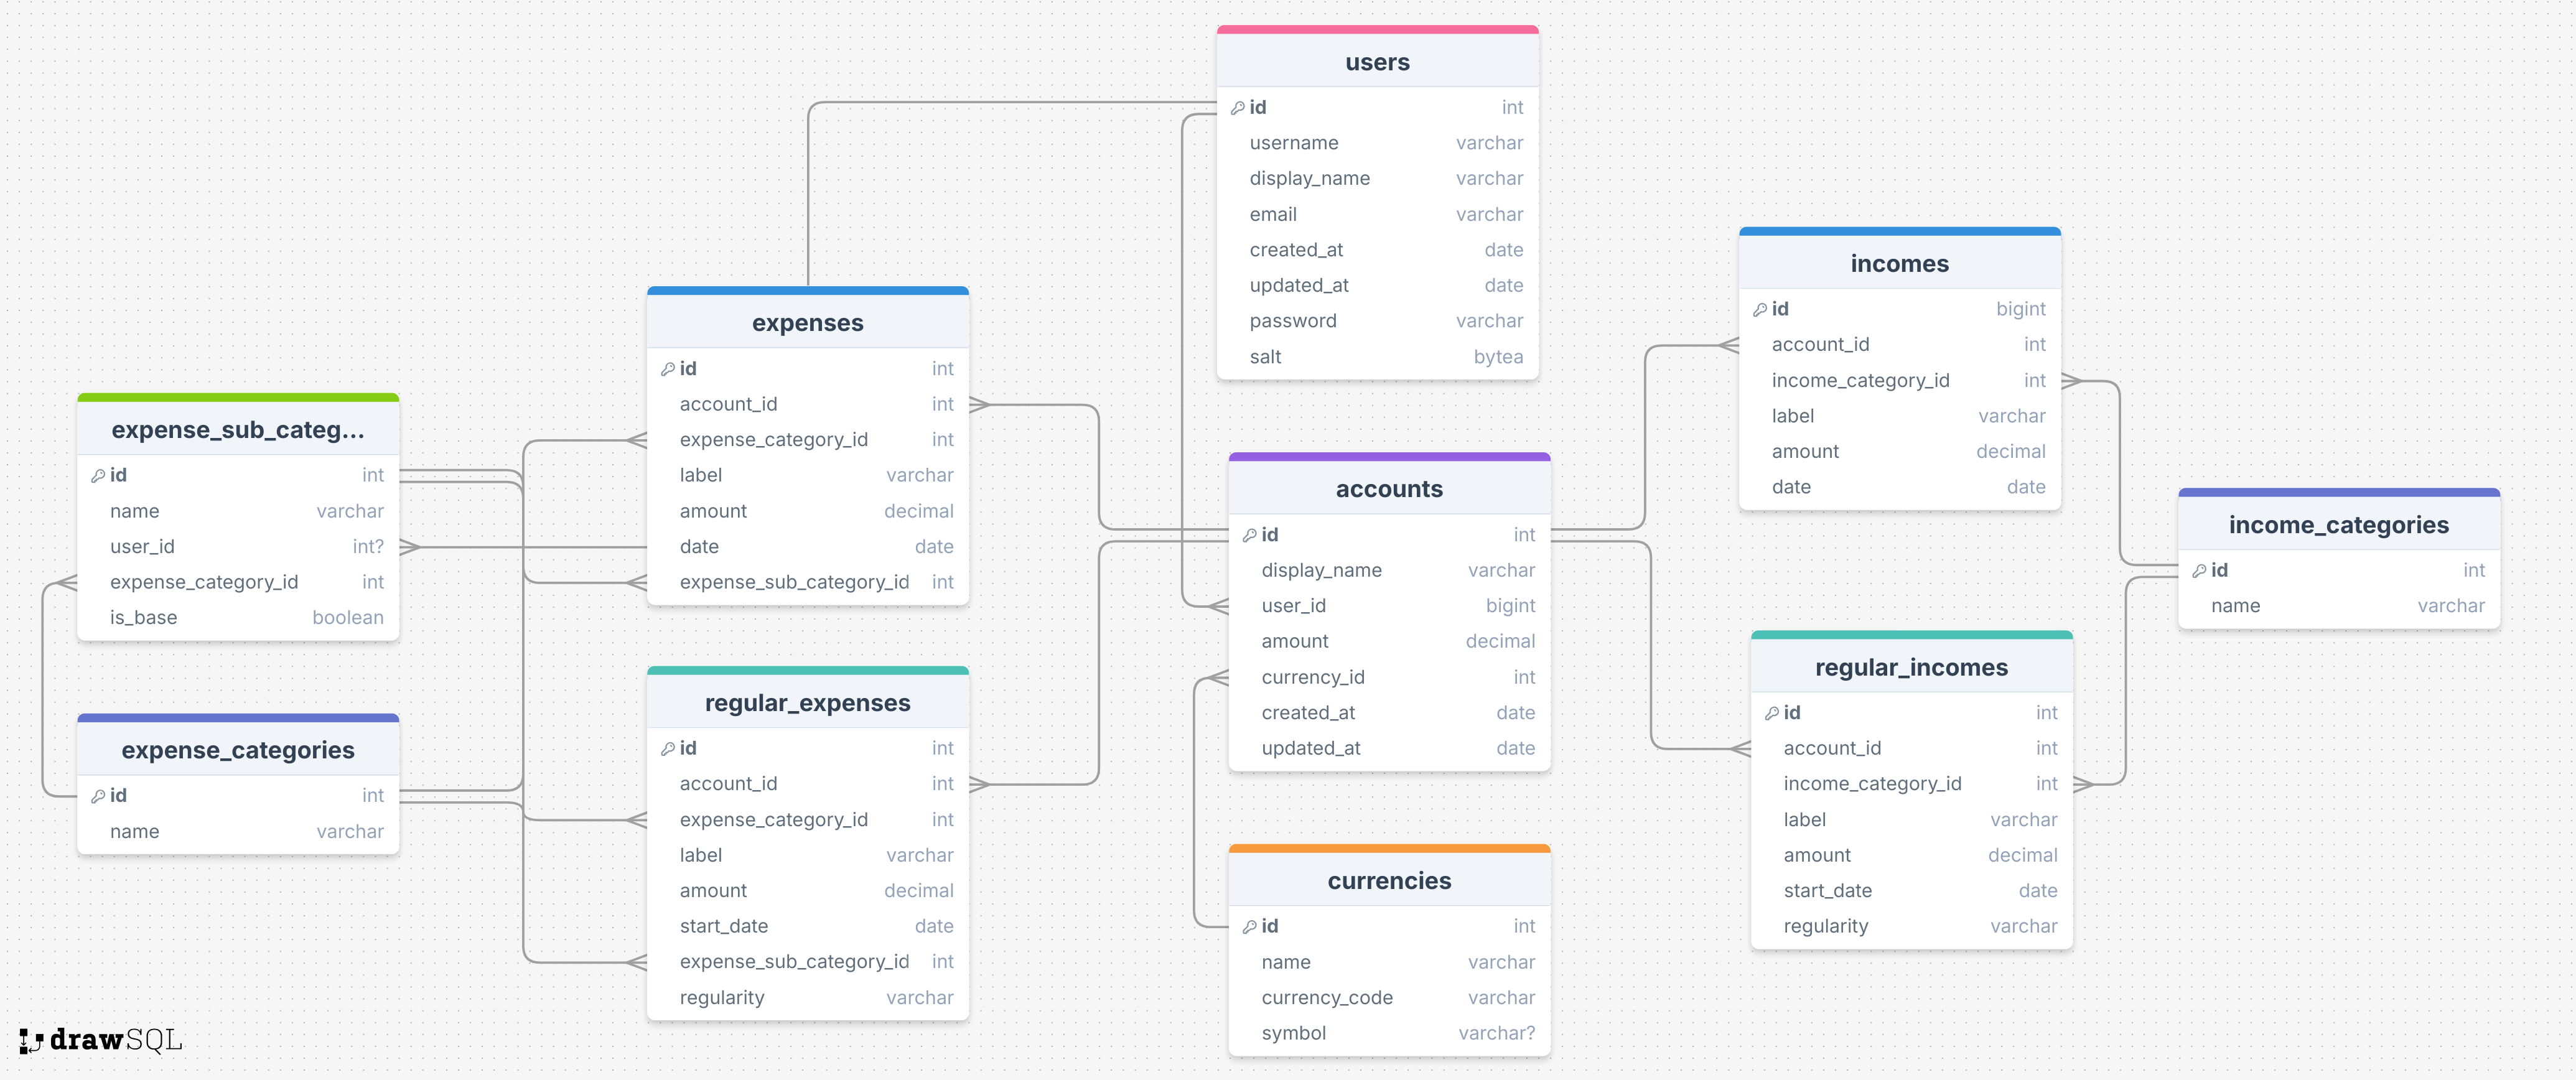 users
id int
username varchar
display_name varchar
email varchar
created_at date
updated_at date
password varchar
salt bytea
incomes
id bigint
account_id int
income_category_id int
label varchar
amount decimal
date date
expenses
id int
account_id int
expense_category_id int
label varchar
amount decimal
date date
expense_sub_category_id int
expense_sub_categ...
id int
name varchar
user_id int?
expense_category_id int
is_base boolean
accounts
id int
display_name varchar
user_id bigint
amount decimal
currency_id int
created_at date
updated_at date
income_categories
id int
name varchar
regular_incomes
id int
account_id int
income_category_id int
label varchar
amount decimal
start_date date
regularity varchar
regular_expenses
id int
account_id int
expense_category_id int
label varchar
amount decimal
start_date date
expense_sub_category_id int
regularity varchar
expense_categories
id int
name varchar
currencies
id int
name varchar
currency_code varchar
symbol varchar?
drawSQL